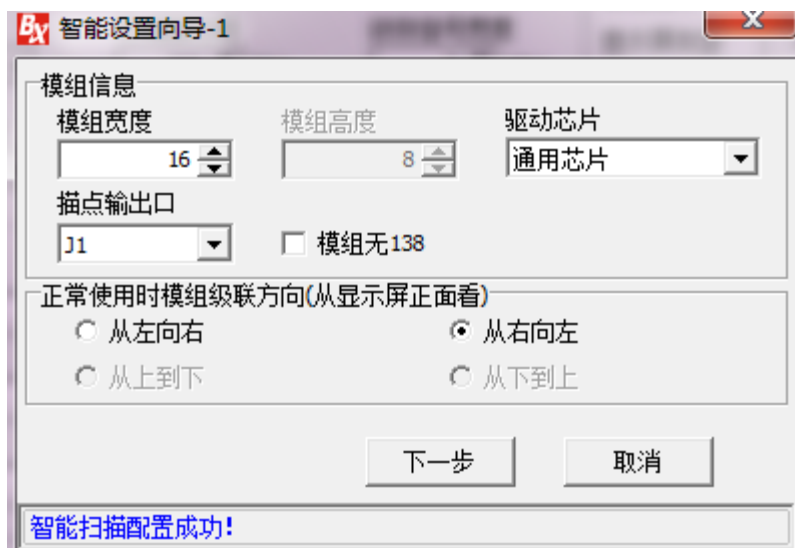 BX 智能设置向导-1
模组信息
模组宽度 模组高度 驱动芯片
16 8 通用芯片
描点输出口
J1 模组无138
正常使用时模组级联方向(从显示屏正面看)
从左向右 从右向左
从上到下 从下到上
下一步 取消
智能扫描配置成功!